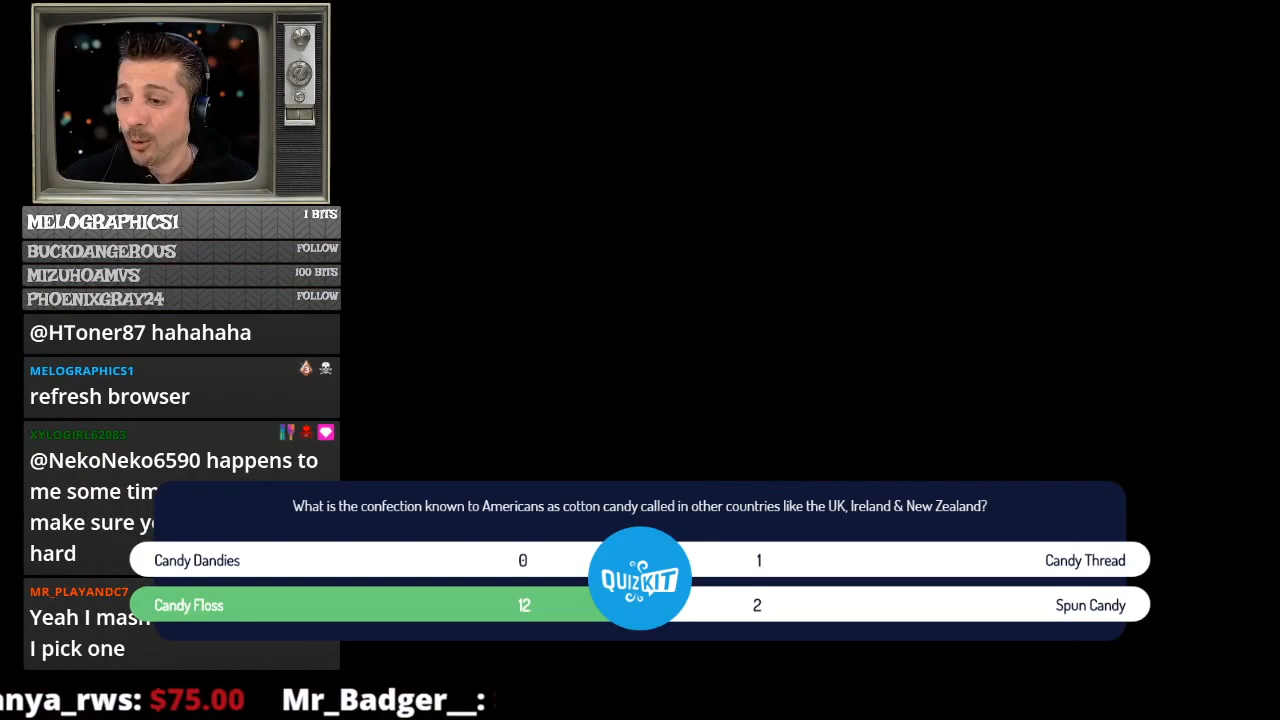 MELOGRAPHICS1 1 BITS
BUCKDANGEROUS FOLLOW
MIZUHOAMVS 100 BITS
PHOENIXGRAY24 FOLLOW
@HToner87 hahahaha
MELOGRAPHICS1
refresh browser
XYLOGIRL62083
@NekoNeko6590 happens to
me some tim
make sure y
hard
MR_PLAYANDC7
Yeah I mash
I pick one
What is the confection known to Americans as cotton candy called in other countries like the UK, Ireland & New Zealand?
Candy Dandies 0
1 Candy Thread
Candy Floss 12
2 Spun Candy
QUIZKIT
anya_rws: $75.00 Mr_Badger__: